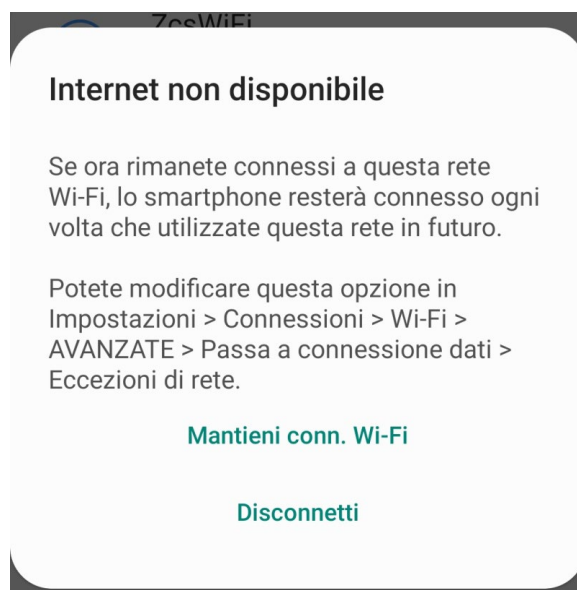 ZcsWiFi
Internet non disponibile
Se ora rimanete connessi a questa rete
Wi-Fi, lo smartphone resterà connesso ogni
volta che utilizzate questa rete in futuro.
Potete modificare questa opzione in
Impostazioni > Connessioni > Wi-Fi >
AVANZATE > Passa a connessione dati >
Eccezioni di rete.
Mantieni conn. Wi-Fi
Disconnetti